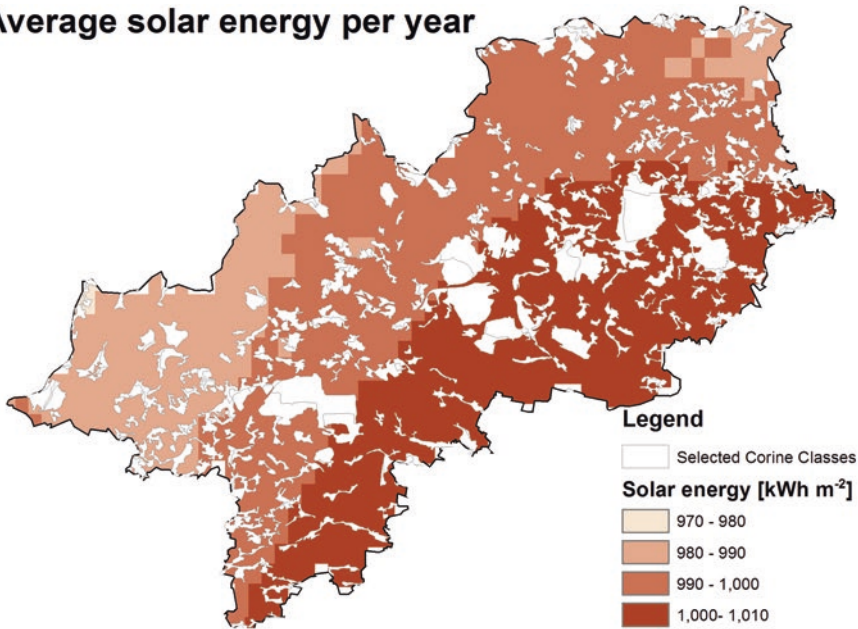 Average solar energy per year
Legend
Selected Corine Classes
Solar energy [kWh m⁻²]
970 - 980
980 - 990
990 - 1,000
1,000- 1,010